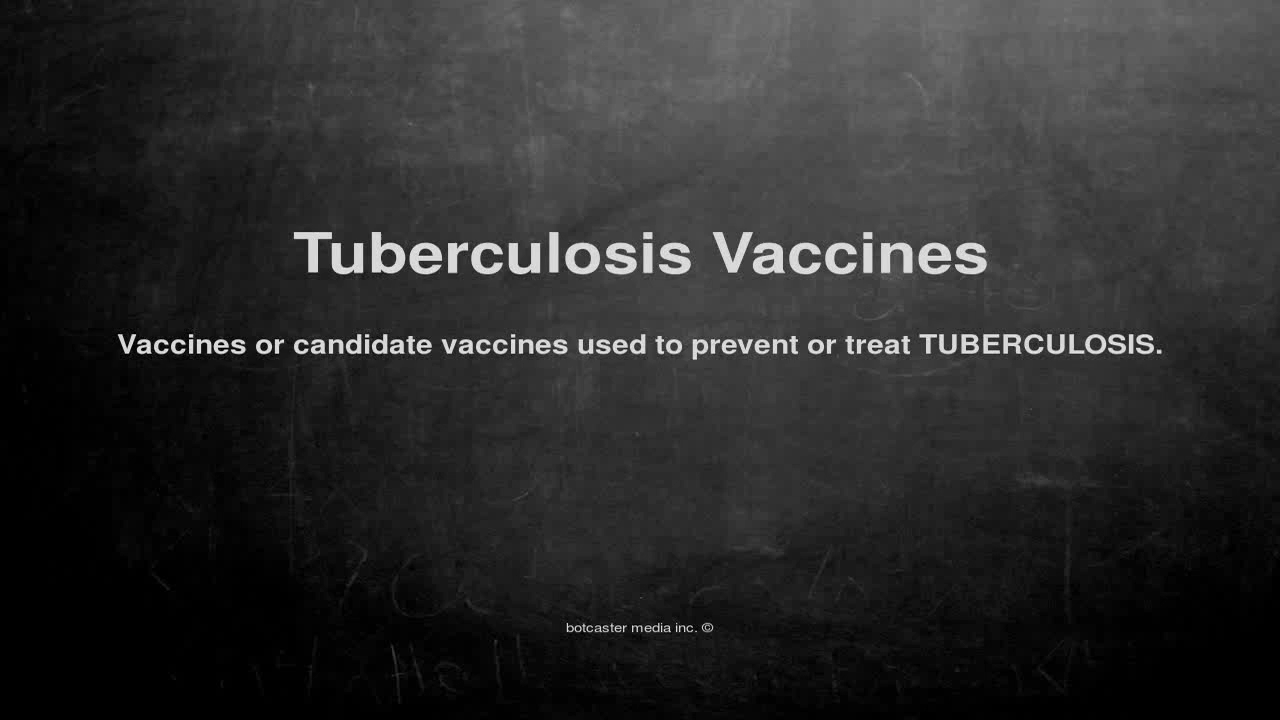 Tuberculosis Vaccines
Vaccines or candidate vaccines used to prevent or treat TUBERCULOSIS.
botcaster media inc. ©